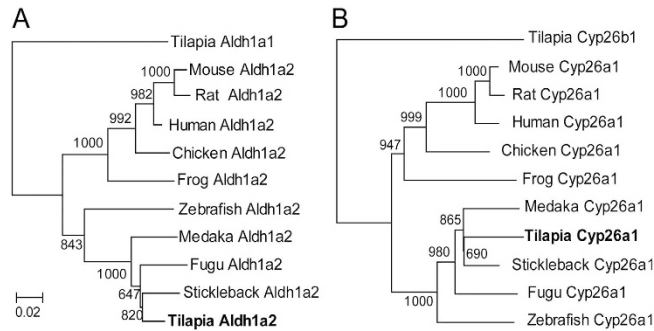 A
Tilapia Aldh1a1
1000
Mouse Aldh1a2
982
Rat Aldh1a2
992
Human Aldh1a2
1000
Chicken Aldh1a2
Frog Aldh1a2
Zebrafish Aldh1a2
843
Medaka Aldh1a2
1000
Fugu Aldh1a2
647
Stickleback Aldh1a2
820
Tilapia Aldh1a2
0.02
B
Tilapia Cyp26b1
1000
Mouse Cyp26a1
1000
Rat Cyp26a1
999
Human Cyp26a1
947
Chicken Cyp26a1
Frog Cyp26a1
865
Medaka Cyp26a1
Tilapia Cyp26a1
980
690
Stickleback Cyp26a1
1000
Fugu Cyp26a1
Zebrafish Cyp26a1